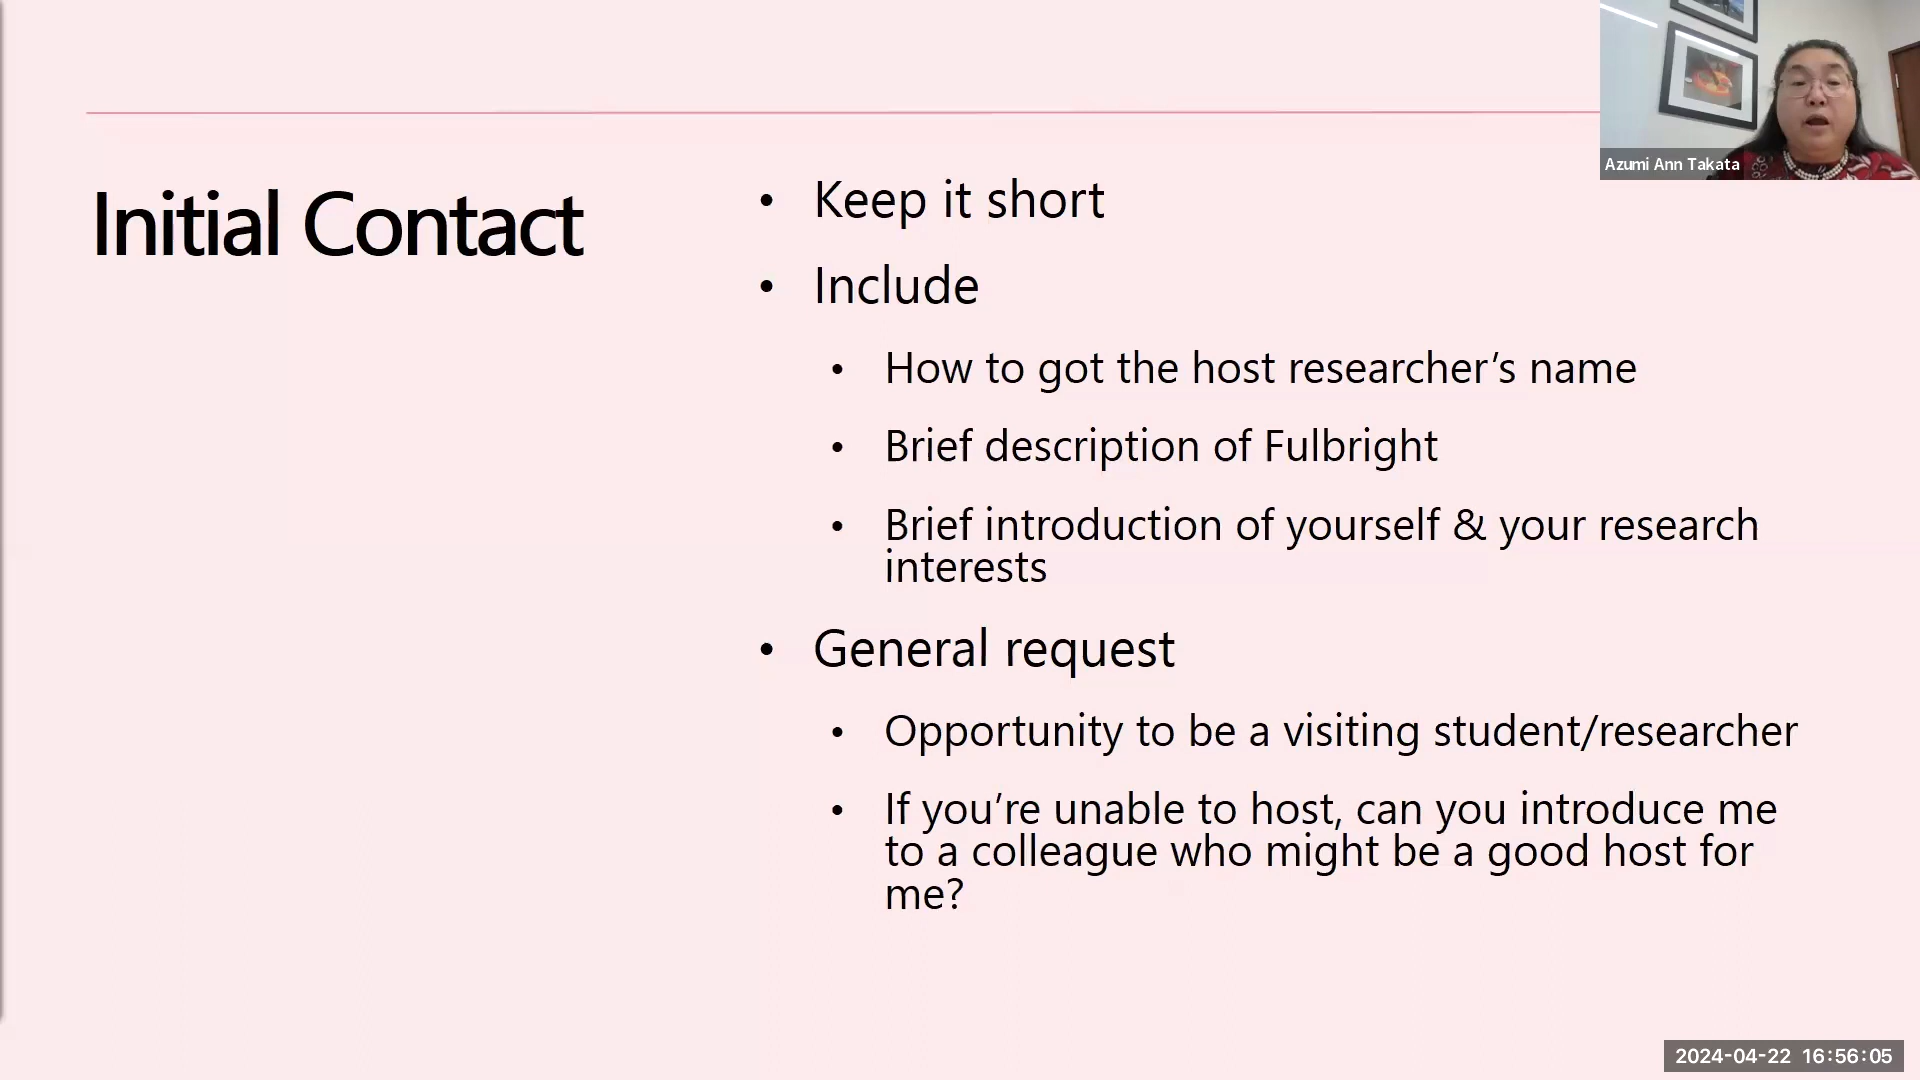 Azumi Ann Takata
Initial Contact
• Keep it short
• Include
• How to got the host researcher’s name
• Brief description of Fulbright
• Brief introduction of yourself & your research
interests
• General request
• Opportunity to be a visiting student/researcher
• If you’re unable to host, can you introduce me
to a colleague who might be a good host for
me?
2024-04-22 16:56:05